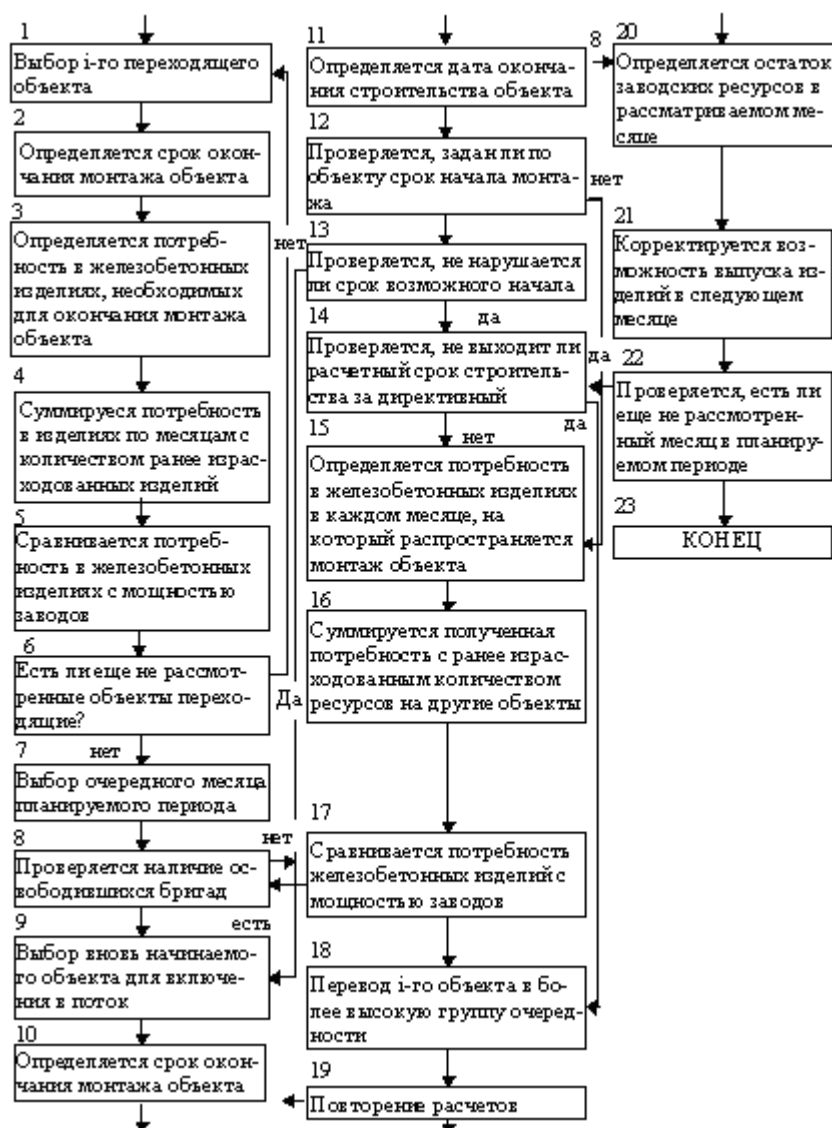 1
Выбор i-го переходящего
объекта
2
Определяется срок окон-
чания монтажа объекта
3
Определяется потреб-
ность в железобетонных
изделиях, необходимых
для окончания монтажа
объекта
4
Суммируеся потребность
в изделиях по месяцам с
количеством ранее израс-
ходованных изделий
5
Сравнивается потреб-
ность в железобетонных
изделиях с мощностью
заводов
6
Есть ли еще не рассмот-
ренные объекты перехо-
дящие?
Да
7
нет
Выбор очередного месяца
планируемого периода
8
нет
Проверяется наличие ос-
вободившихся бригад
9
есть
Выбор вновь начинаемо-
го объекта для включе-
ния в поток
10
Определяется срок окон-
чания монтажа объекта
11
Определяется дата оконча-
ния строительства объекта
12
Проверяется, задан ли по
объекту срок начала монта-
жа
нет
13
нет
Проверяется, не нарушается
ли срок возможного начала
14
да
Проверяется, не выходит ли
расчетный срок строитель-
ства за директивный
да
да
15
нет
Определяется потребность
в железобетонных изделиях
в каждом месяце, на
который распространяется
монтаж объекта
16
Суммируется полученная
потребность с ранее израс-
ходованным количеством
ресурсов на другие объекты
17
Сравнивается потребность
железобетонных изделий с
мощностью заводов
18
Перевод i-го объекта в бо-
лее высокую группу очеред-
ности
19
Повторение расчетов
8
20
Определяется остаток
заводских ресурсов в
рассматриваемом ме-
сяце
21
Корректируется воз-
можность выпуска из-
делий в следующем
месяце
22
Проверяется, есть ли
еще не рассмотрен-
ный месяц в планиру-
емом периоде
23
КОНЕЦ